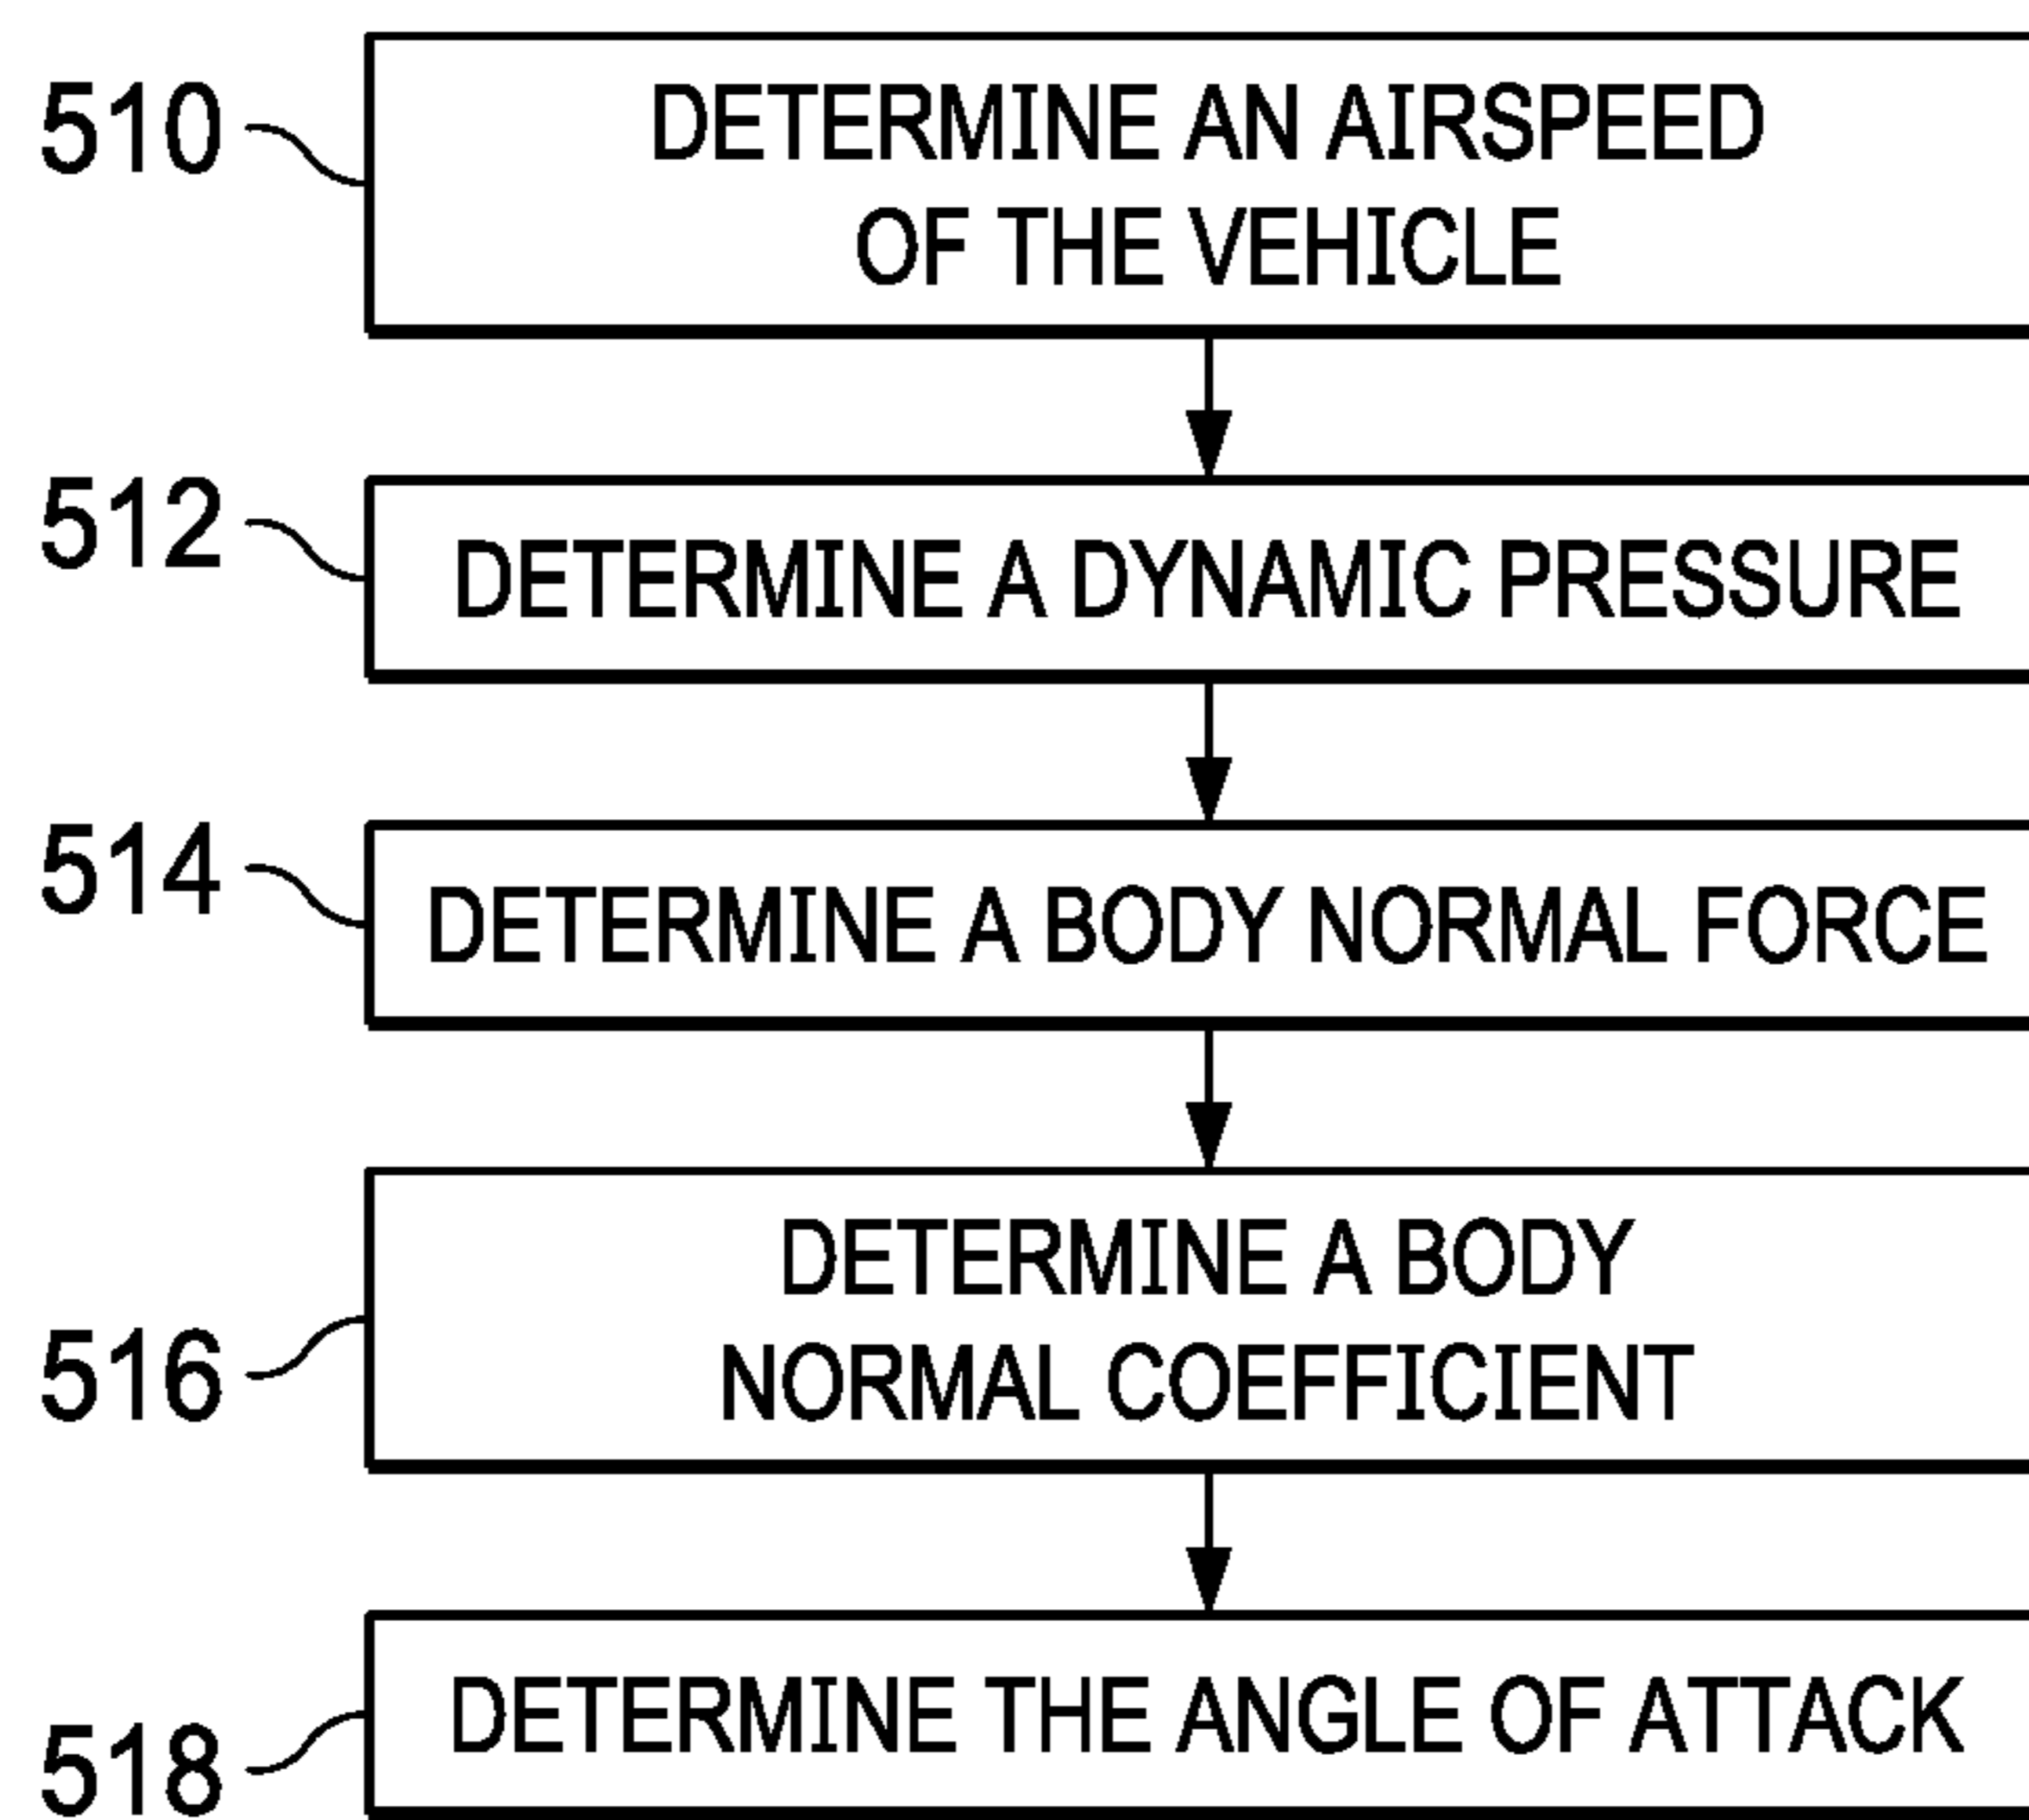 510
DETERMINE AN AIRSPEED
OF THE VEHICLE
512
DETERMINE A DYNAMIC PRESSURE
514
DETERMINE A BODY NORMAL FORCE
DETERMINE A BODY
NORMAL COEFFICIENT
516
DETERMINE THE ANGLE OF ATTACK
518